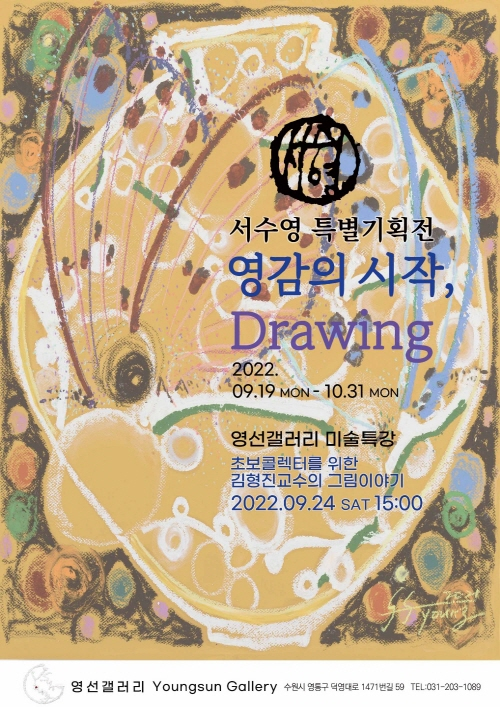 서수영 특별기획전
영감의 시작,
Drawing
2022.
09.19 MON - 10.31 MON
영선갤러리 미술특강
초보콜렉터를 위한
김형진교수의 그림이야기
2022.09.24 SAT 15:00
영선갤러리 Youngsun Gallery 수원시 영통구 덕영대로 1471번길 59 TEL:031-203-1089